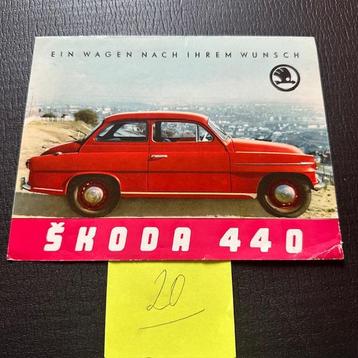 EIN WAGEN NACH IHREM WUNSCH
ŠKODA 440
20